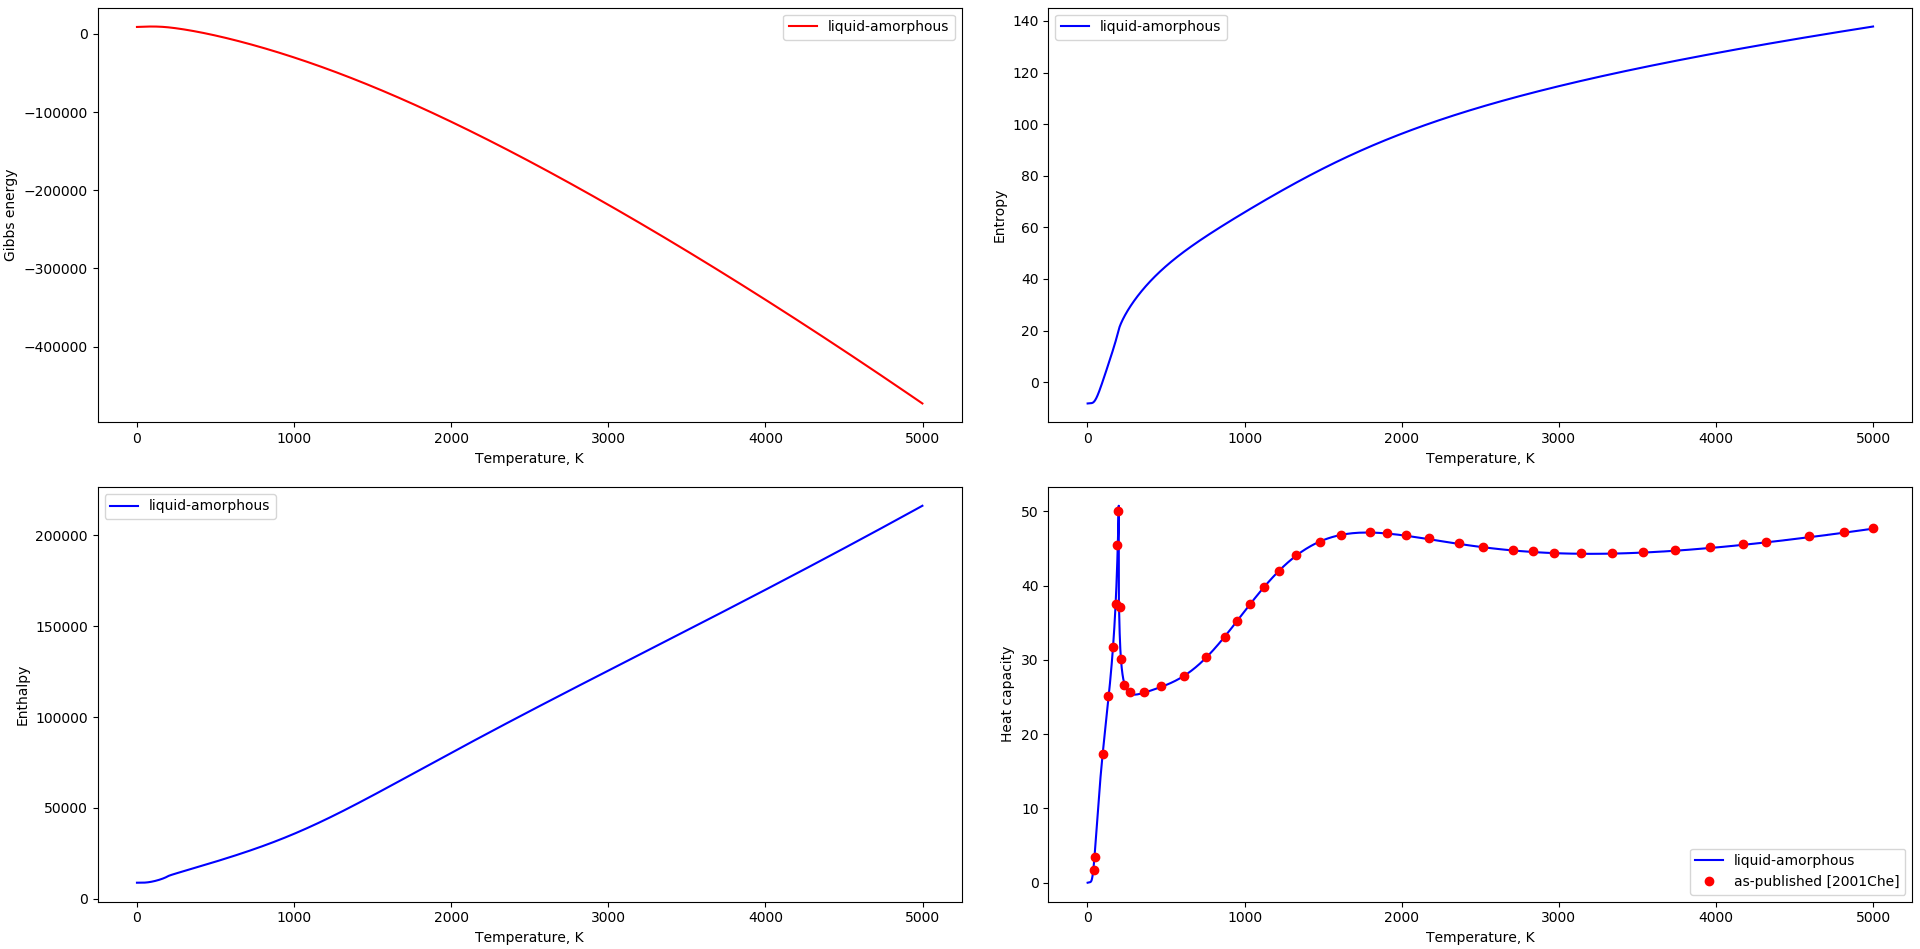 liquid-amorphous
0
−100000
−200000
−300000
−400000
Gibbs energy
0 1000 2000 3000 4000 5000
Temperature, K
liquid-amorphous
140
120
100
80
60
40
20
0
Entropy
0 1000 2000 3000 4000 5000
Temperature, K
liquid-amorphous
200000
150000
100000
50000
0
Enthalpy
0 1000 2000 3000 4000 5000
Temperature, K
50
40
30
20
10
0
Heat capacity
liquid-amorphous
as-published [2001Che]
0 1000 2000 3000 4000 5000
Temperature, K